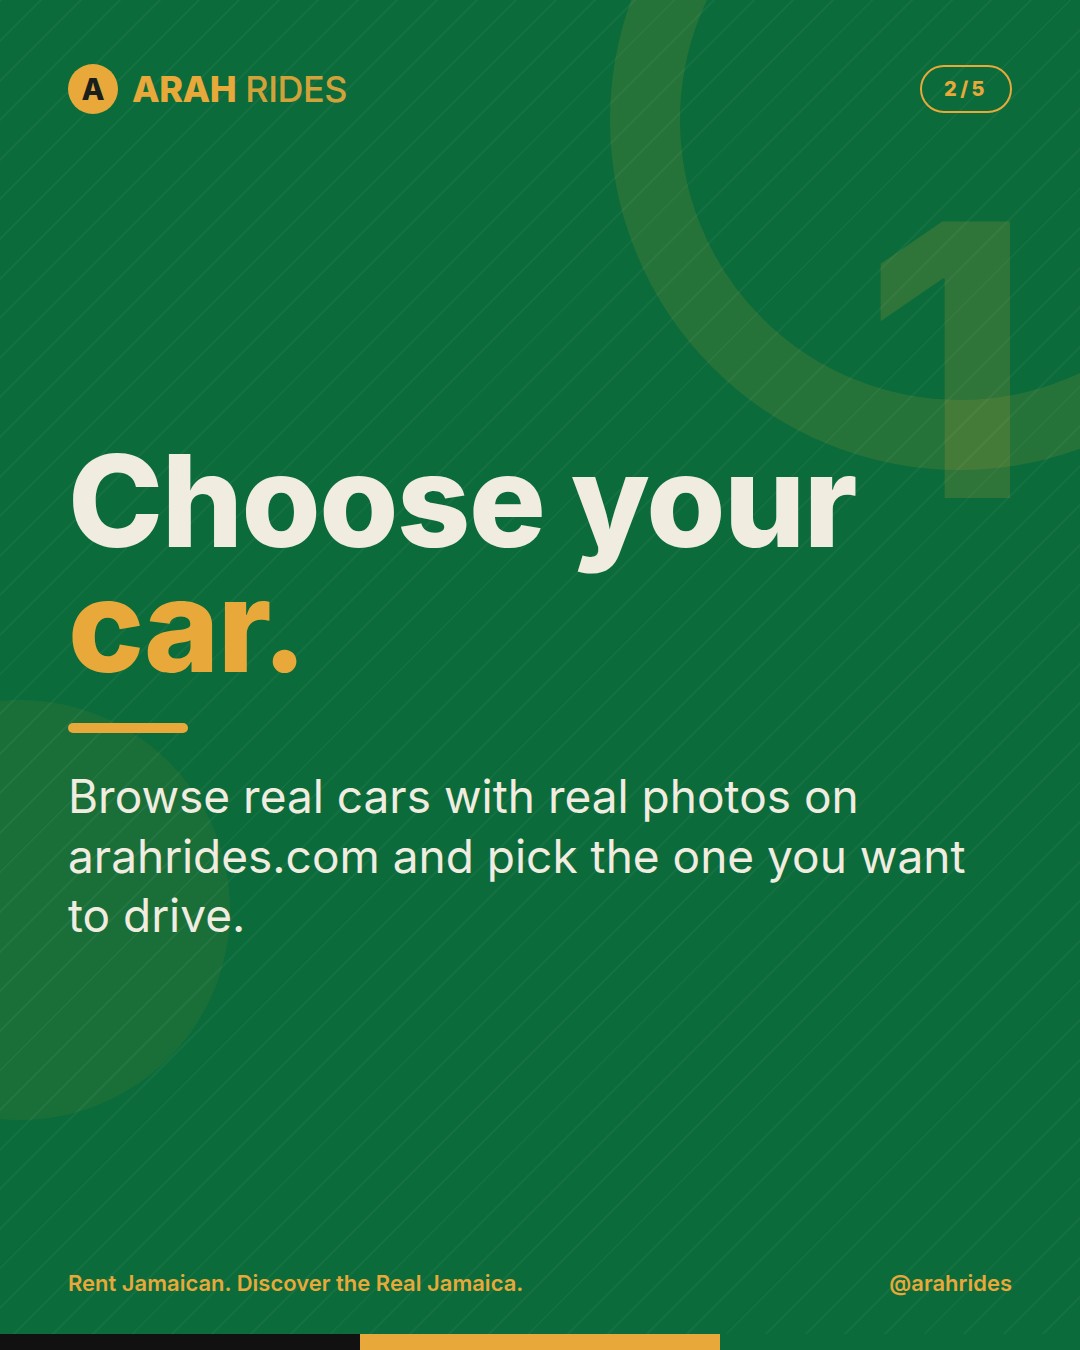 A ARAH RIDES
2/5
1
Choose your
car.
Browse real cars with real photos on
arahrides.com and pick the one you want
to drive.
Rent Jamaican. Discover the Real Jamaica.
@arahrides